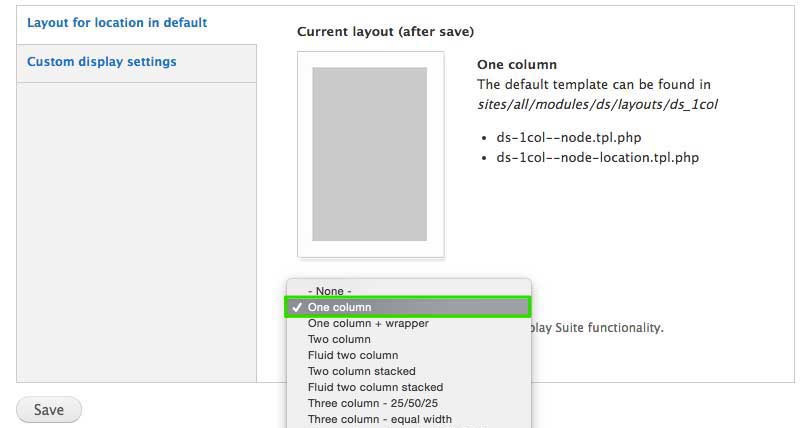 Layout for location in default
Custom display settings
Current layout (after save)
One column
The default template can be found in
sites/all/modules/ds/layouts/ds_1col
ds-1col--node.tpl.php
ds-1col--node-location.tpl.php
- None -
One column
One column + wrapper
Two column
Fluid two column
Two column stacked
Fluid two column stacked
Three column - 25/50/25
Three column - equal width
Suite functionality.
Save